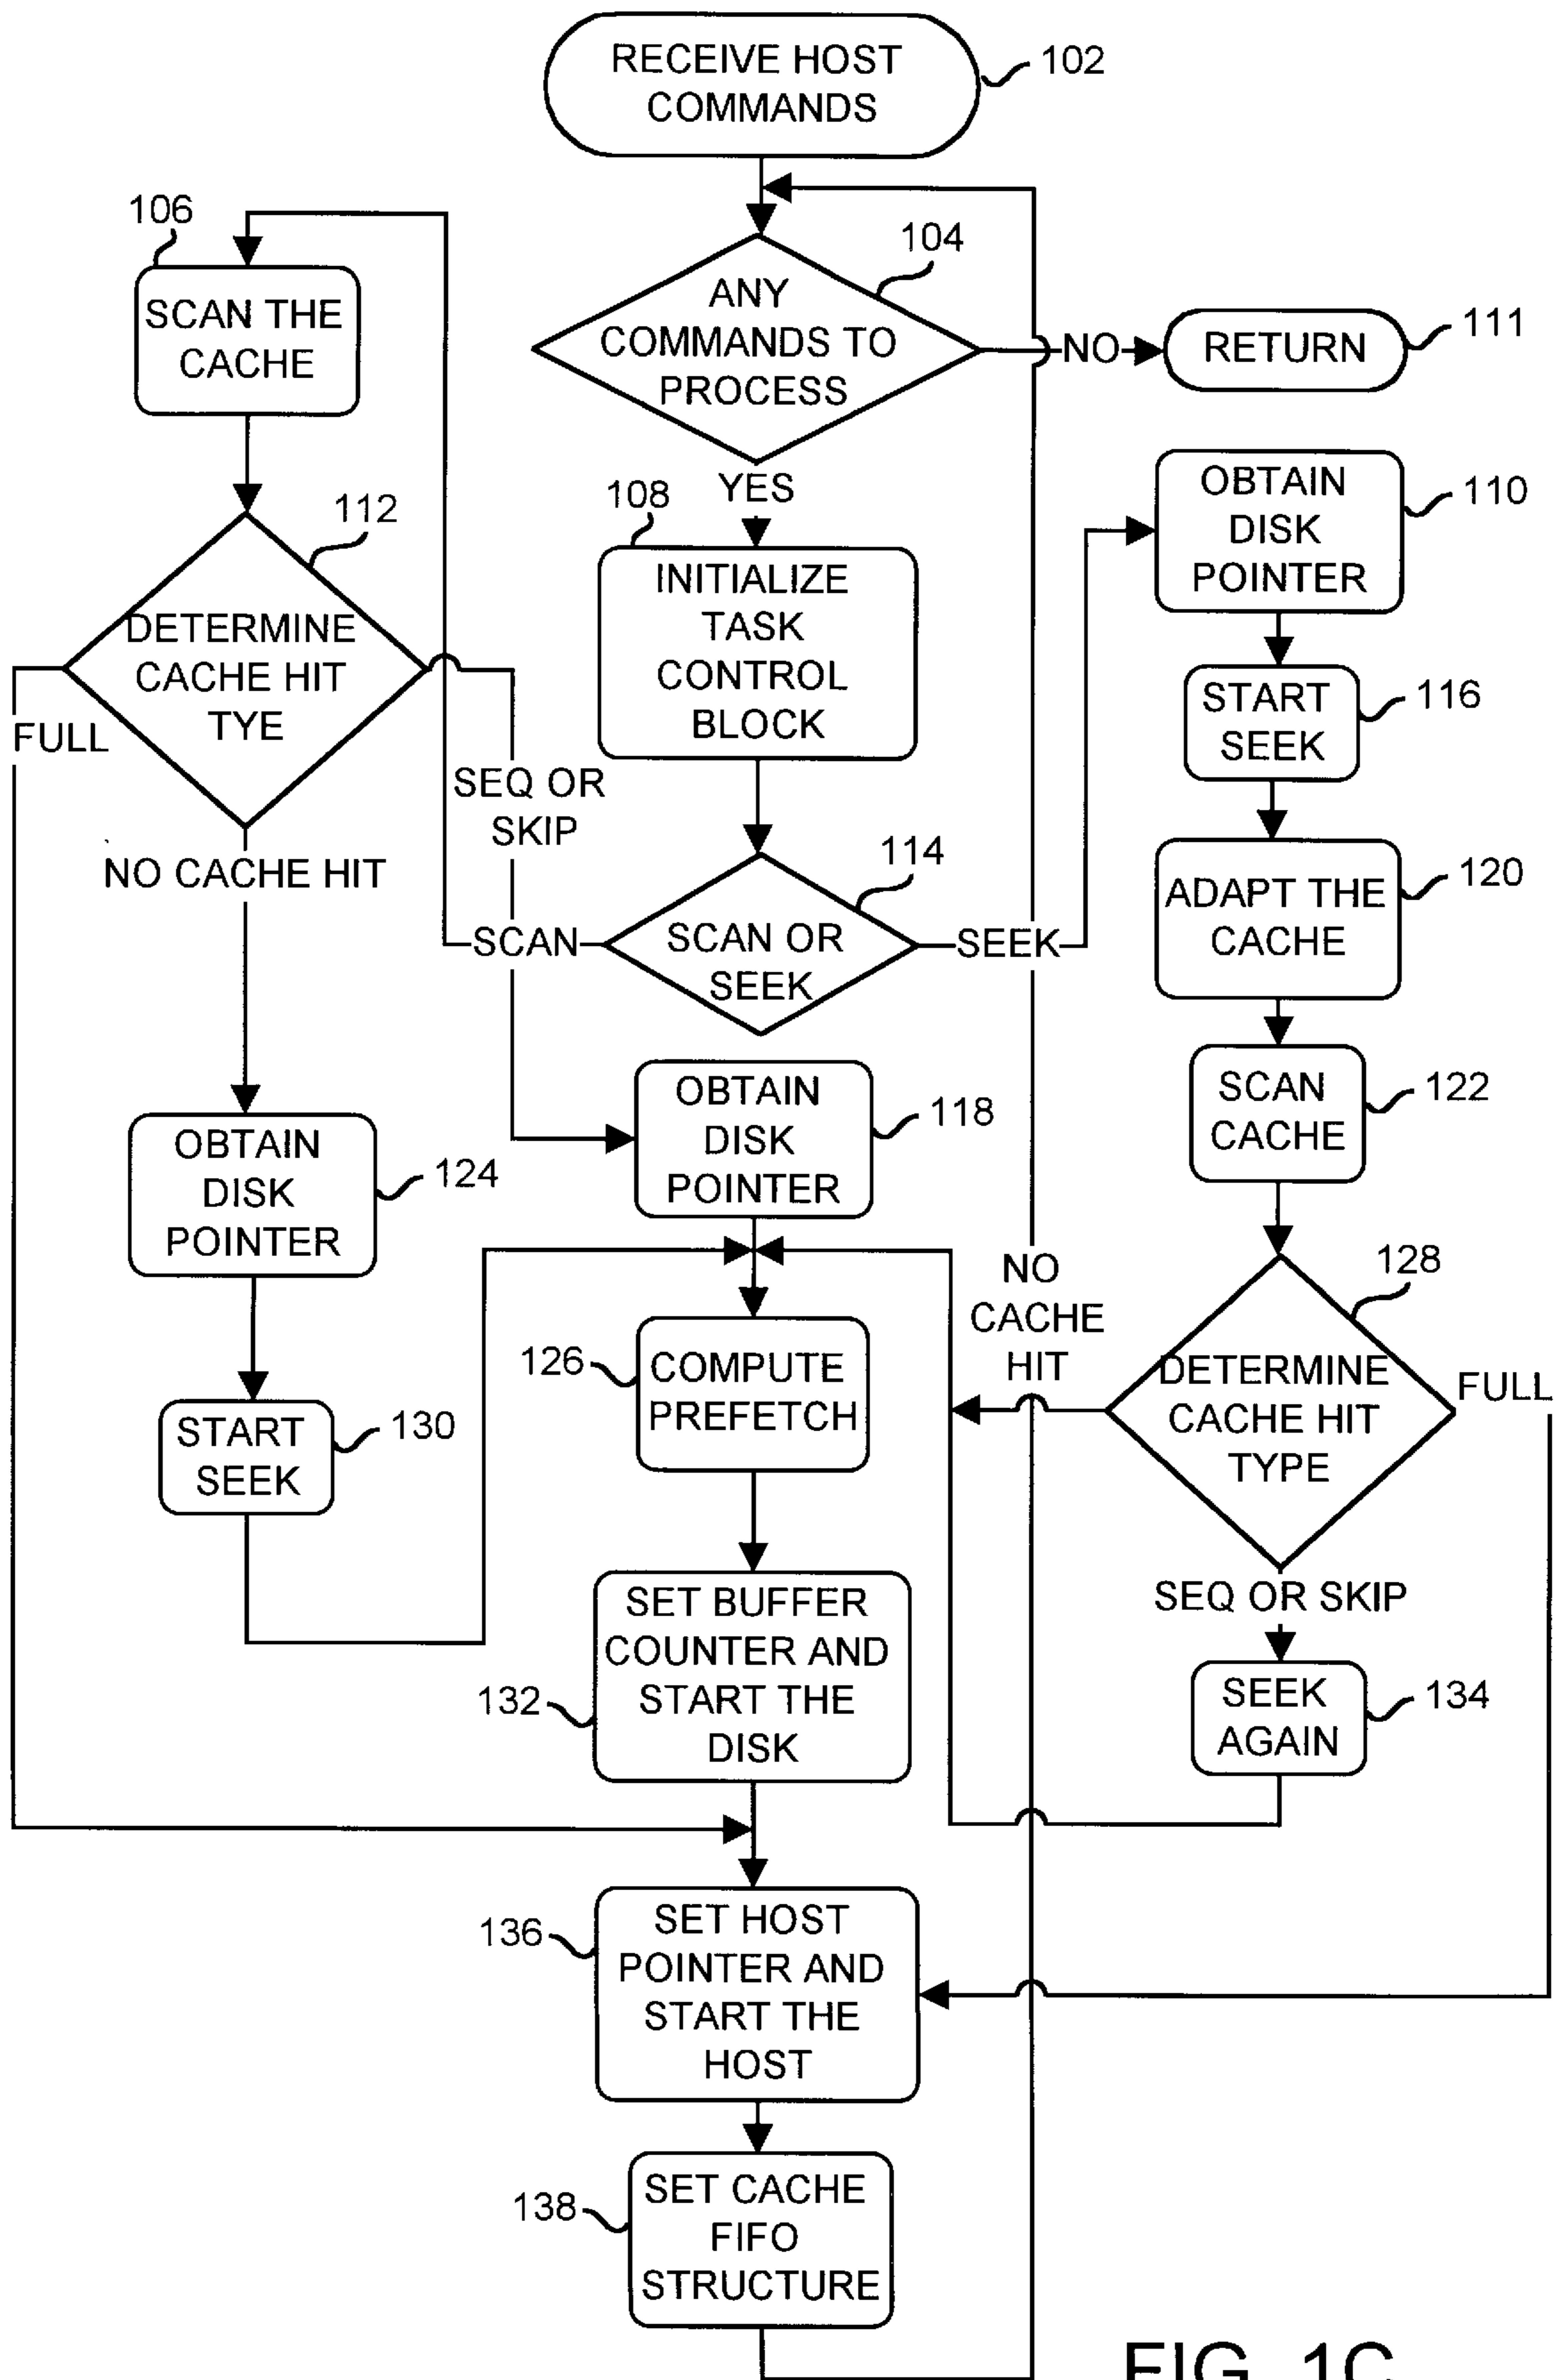 RECEIVE HOST
COMMANDS
102
106
SCAN THE
CACHE
104
ANY
COMMANDS TO
PROCESS
NO
RETURN
111
YES
108
INITIALIZE
TASK
CONTROL
BLOCK
OBTAIN
DISK
POINTER
110
112
DETERMINE
CACHE HIT
TYE
FULL
SEQ OR
SKIP
NO CACHE HIT
START
SEEK
116
114
SCAN OR
SEEK
SCAN
SEEK
ADAPT THE
CACHE
120
SCAN
CACHE
122
OBTAIN
DISK
POINTER
118
OBTAIN
DISK
POINTER
124
NO
CACHE
HIT
128
DETERMINE
CACHE HIT
TYPE
FULL
126
COMPUTE
PREFETCH
START
SEEK
130
SEQ OR SKIP
132
SET BUFFER
COUNTER AND
START THE
DISK
SEEK
AGAIN
134
136
SET HOST
POINTER AND
START THE
HOST
138
SET CACHE
FIFO
STRUCTURE
FIG. 1C